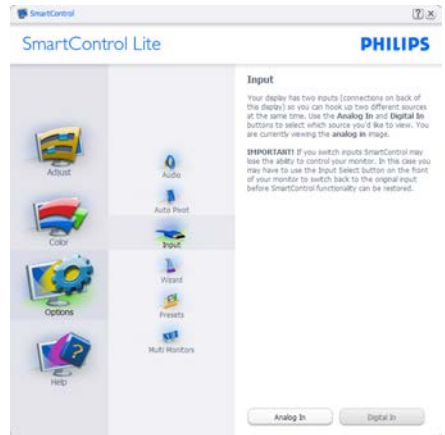 SmartControl
SmartControl Lite
PHILIPS
Adjust
Color
Options
Help
Audio
Auto Pivot
Input
Wizard
Presets
Multi Monitors
Input
Your display has two inputs (connections on back of
this display) so you can hook up two different sources
at the same time. Use the Analog In and Digital In
buttons to select which source you'd like to view. You
are currently viewing the analog in image.
IMPORTANT! If you switch inputs SmartControl may
lose the ability to control your monitor. In this case you
may have to use the Input Select button on the front
of your monitor to switch back to the original input
before SmartControl functionality can be restored.
Analog In
Digital In